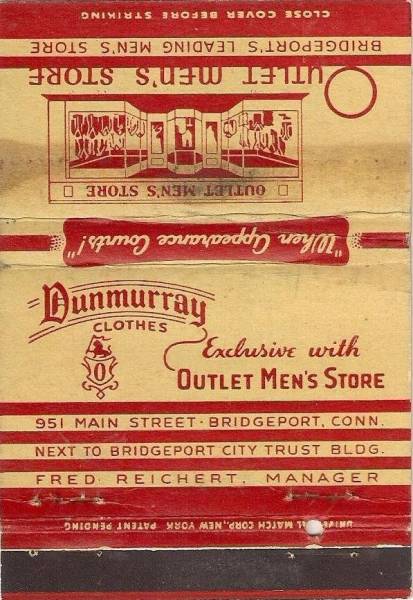 CLOSE COVER BEFORE STRIKING
BRIDGEPORT'S LEADING MEN'S STORE
OUTLET MEN'S STORE
OUTLET MEN'S STORE
"When Appearance Counts!"
Dunmurray
CLOTHES
O
Exclusive with
OUTLET MEN'S STORE
951 MAIN STREET · BRIDGEPORT, CONN.
NEXT TO BRIDGEPORT CITY TRUST BLDG.
FRED REICHERT, MANAGER
MATCH CORP., NEW YORK PATENT PENDING